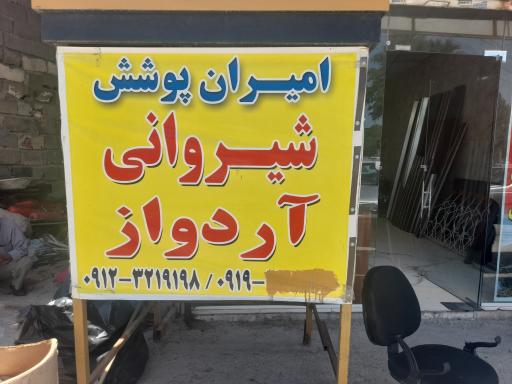 امیران پوشش
شیروانی
آردواز
۰۹۱۲-۳۲۱۹۱۹۸ / ۰۹۱۹-